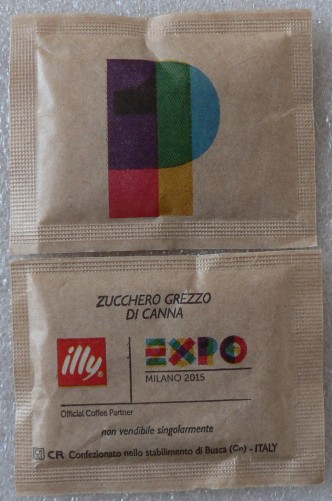 P
ZUCCHERO GREZZO
DI CANNA
illy
EXPO
MILANO 2015
Official Coffee Partner
non vendibile singolarmente
CR Confezionato nello stabilimento di Busca (Cn) - ITALY